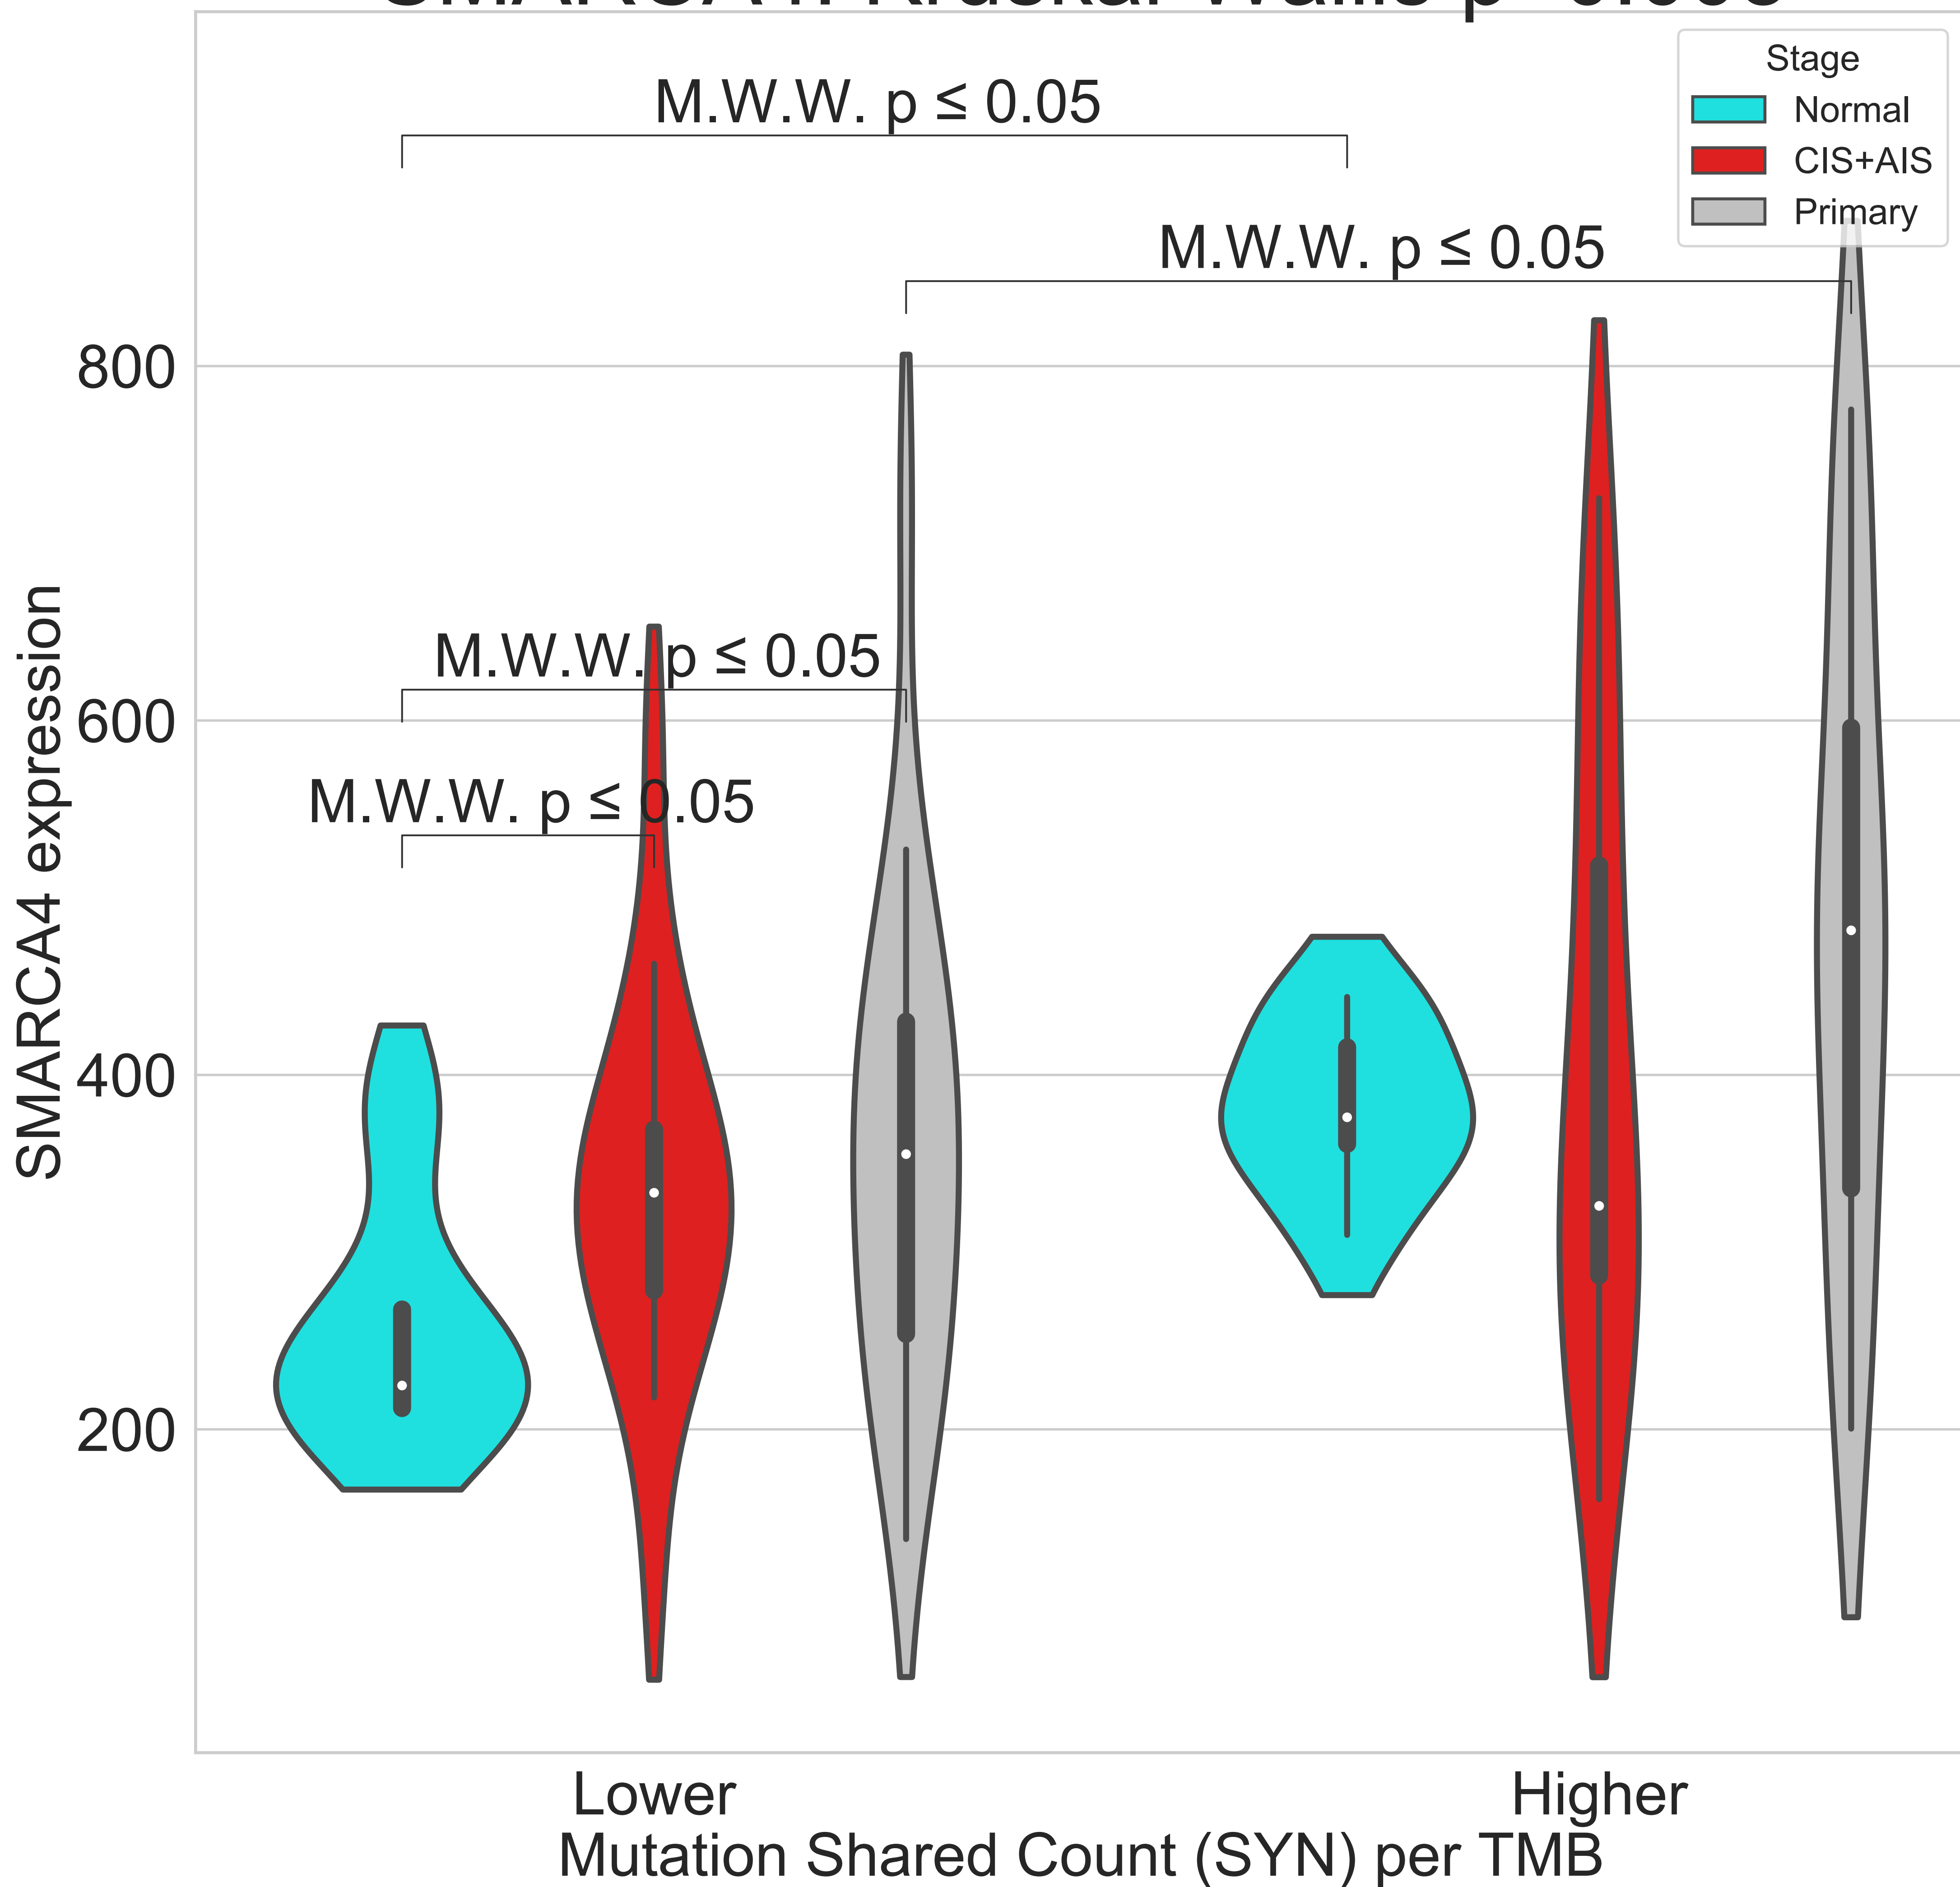 Stage
Normal
CIS+AIS
Primary
M.W.W. p ≤ 0.05
M.W.W. p ≤ 0.05
M.W.W. p ≤ 0.05
M.W.W. p ≤ 0.05
800
600
400
200
SMARCA4 expression
Lower
Higher
Mutation Shared Count (SYN) per TMB